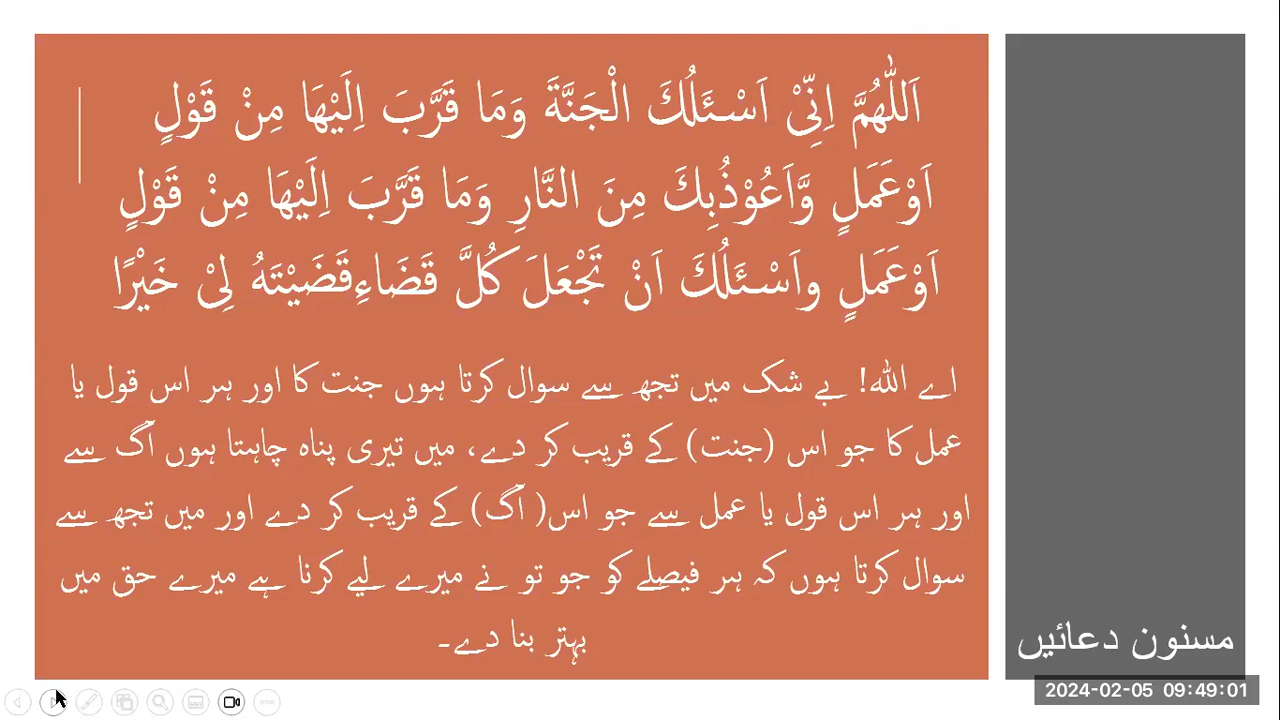 اَللّٰهُمَّ اِنِّىْ اَسْئَلُكَ الْجَنَّةَ وَمَا قَرَّبَ اِلَيْهَا مِنْ قَوْلٍ
اَوْعَمَلٍ وَّاَعُوْذُبِكَ مِنَ النَّارِ وَمَا قَرَّبَ اِلَيْهَا مِنْ قَوْلٍ
اَوْعَمَلٍ واَسْئَلُكَ اَنْ تَجْعَلَ كُلَّ قَضَاءٍقَضَيْتَهُ لِىْ خَيْرًا
اے اللہ! بے شک میں تجھ سے سوال کرتا ہوں جنت کا اور ہر اس قول یا
عمل کا جو اس (جنت) کے قریب کر دے، میں تیری پناہ چاہتا ہوں آگ سے
اور ہر اس قول یا عمل سے جو اس( آگ) کے قریب کر دے اور میں تجھ سے
سوال کرتا ہوں کہ ہر فیصلے کو جو تو نے میرے لیے کرنا ہے میرے حق میں
بہتر بنا دے۔
مسنون دعائیں
2024-02-05 09:49:01